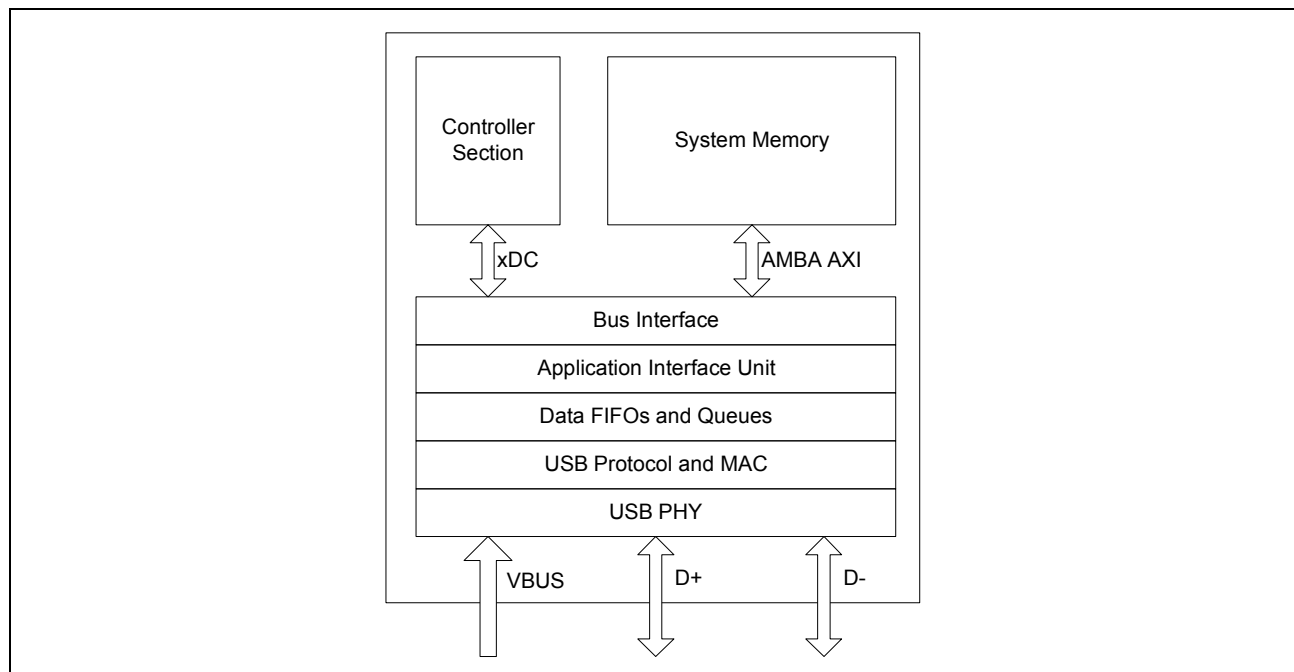 Controller
Section
System Memory
xDC
AMBA AXI
Bus Interface
Application Interface Unit
Data FIFOs and Queues
USB Protocol and MAC
USB PHY
VBUS
D+
D-